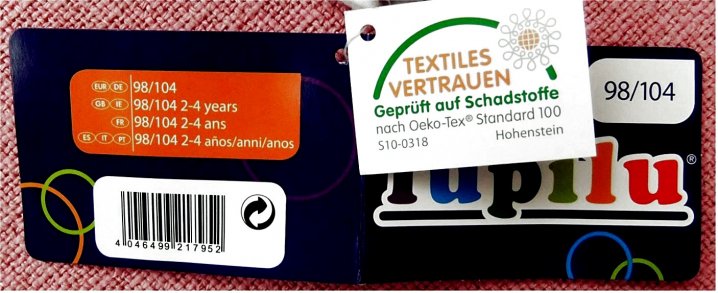 EUR DE 98/104
GB IE 98/104 2-4 years
FR 98/104 2-4 ans
ES IT PT 98/104 2-4 años/anni/anos
4 046499 217952
TEXTILES
VERTRAUEN
Geprüft auf Schadstoffe
nach Oeko-Tex® Standard 100
S10-0318 Hohenstein
98/104
lupilu®